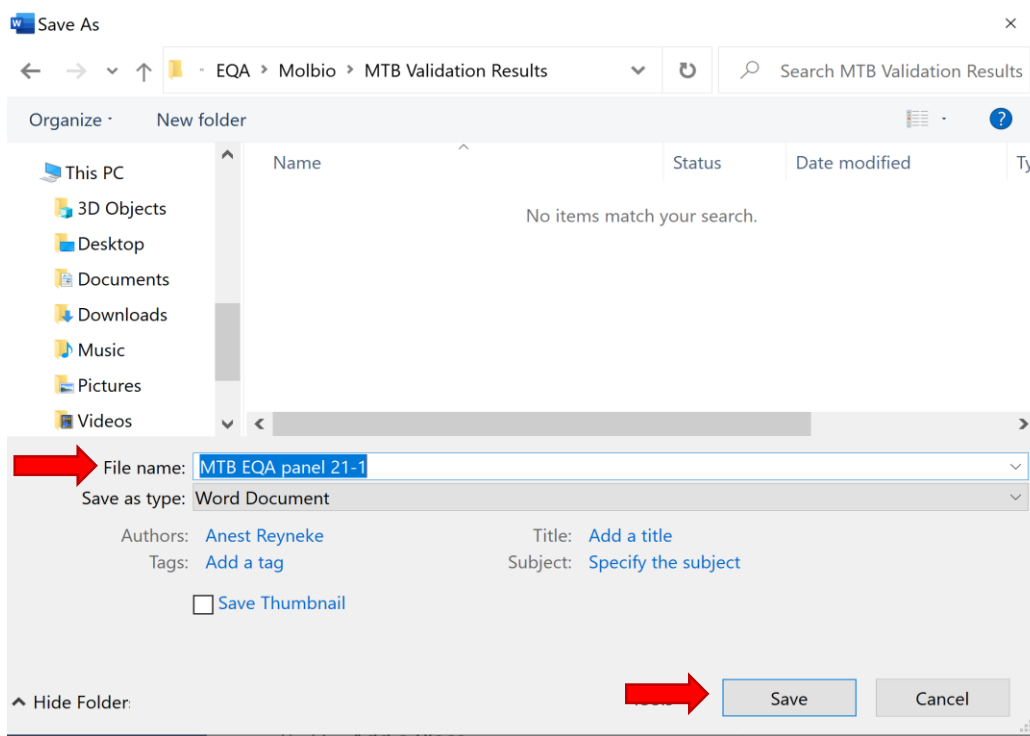 Save As
EQA > Molbio > MTB Validation Results
Search MTB Validation Results
Organize
New folder
?
Name
Status
Date modified
This PC
3D Objects
Desktop
Documents
Downloads
Music
Pictures
Videos
No items match your search.
File name: MTB EQA panel 21-1
Save as type: Word Document
Authors: Anest Reyneke
Title: Add a title
Tags: Add a tag
Subject: Specify the subject
Save Thumbnail
Hide Folder
Save
Cancel